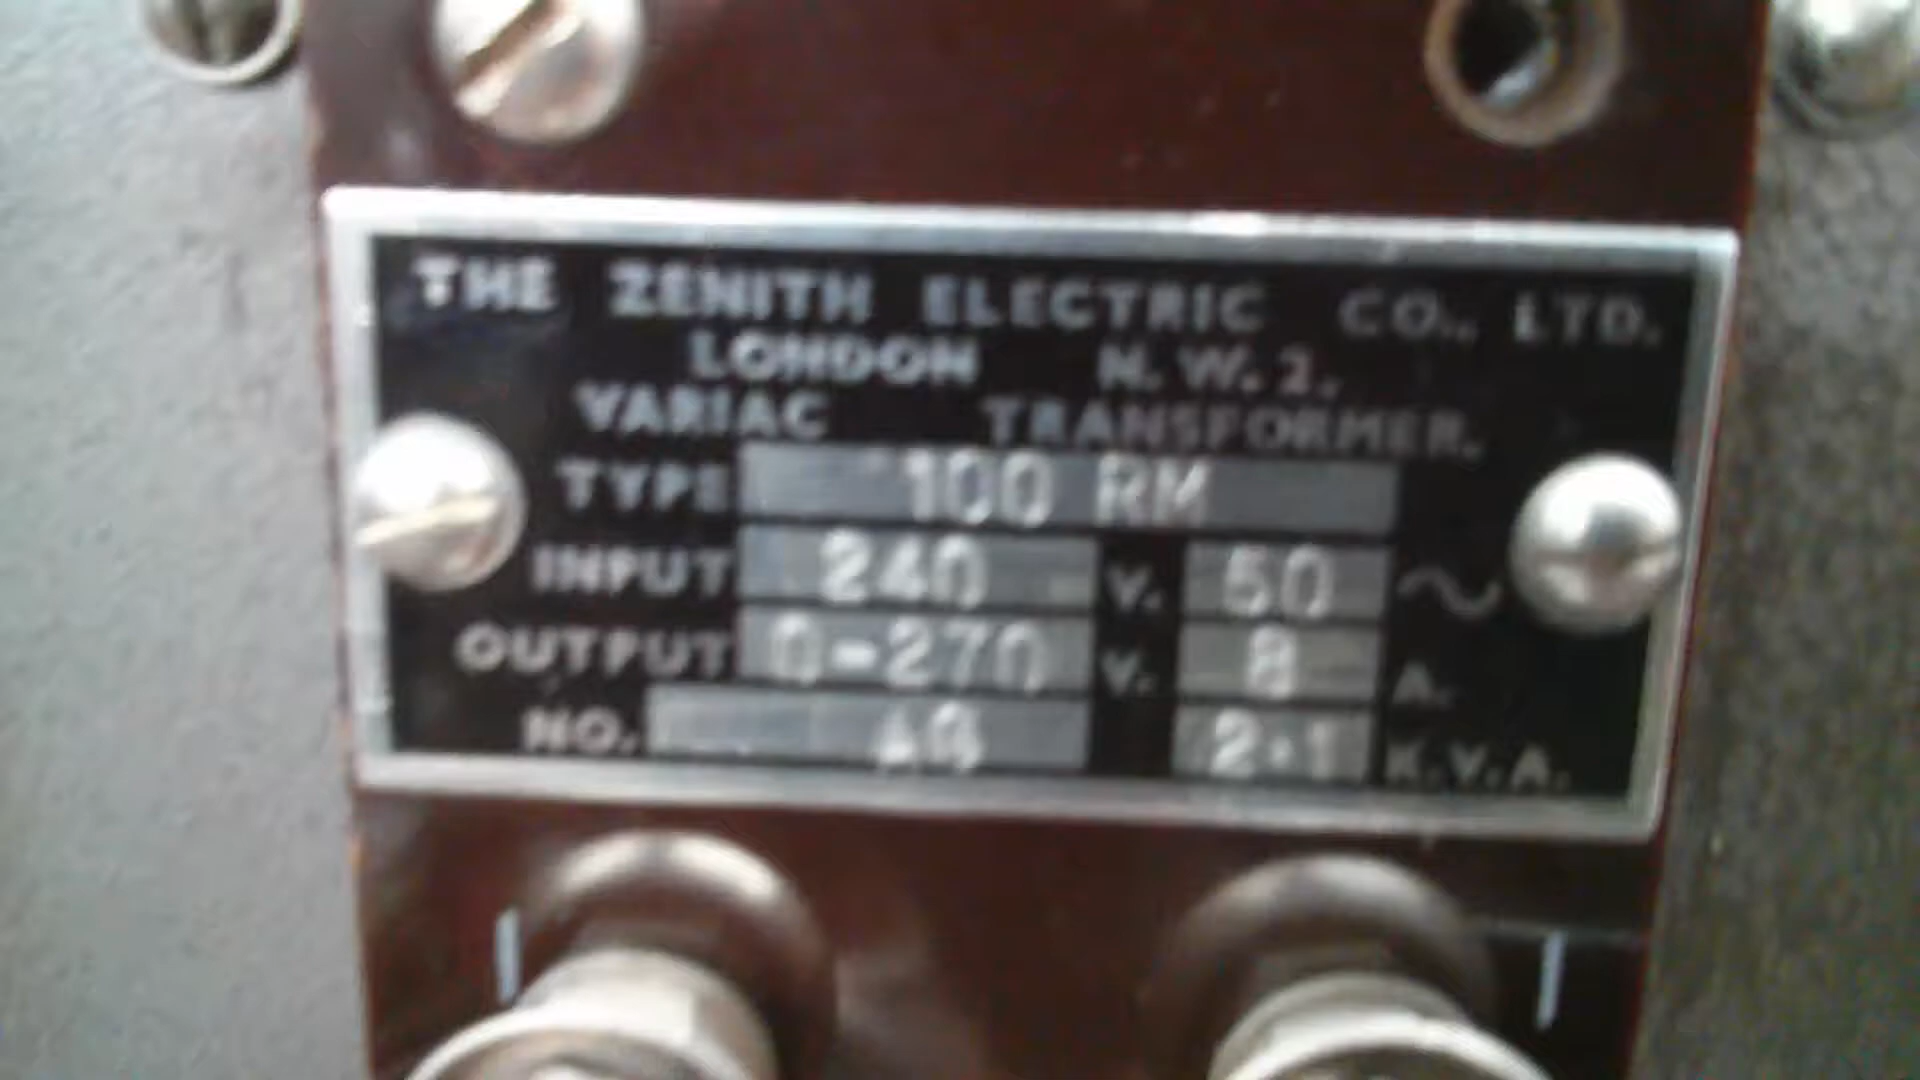 THE ZENITH ELECTRIC CO., LTD.
LONDON N.W.2.
VARIAC TRANSFORMER.
TYPE 100 RM
INPUT 240 V. 50 ~
OUTPUT 0-270 V. 8 A.
NO. 2·1 K.V.A.